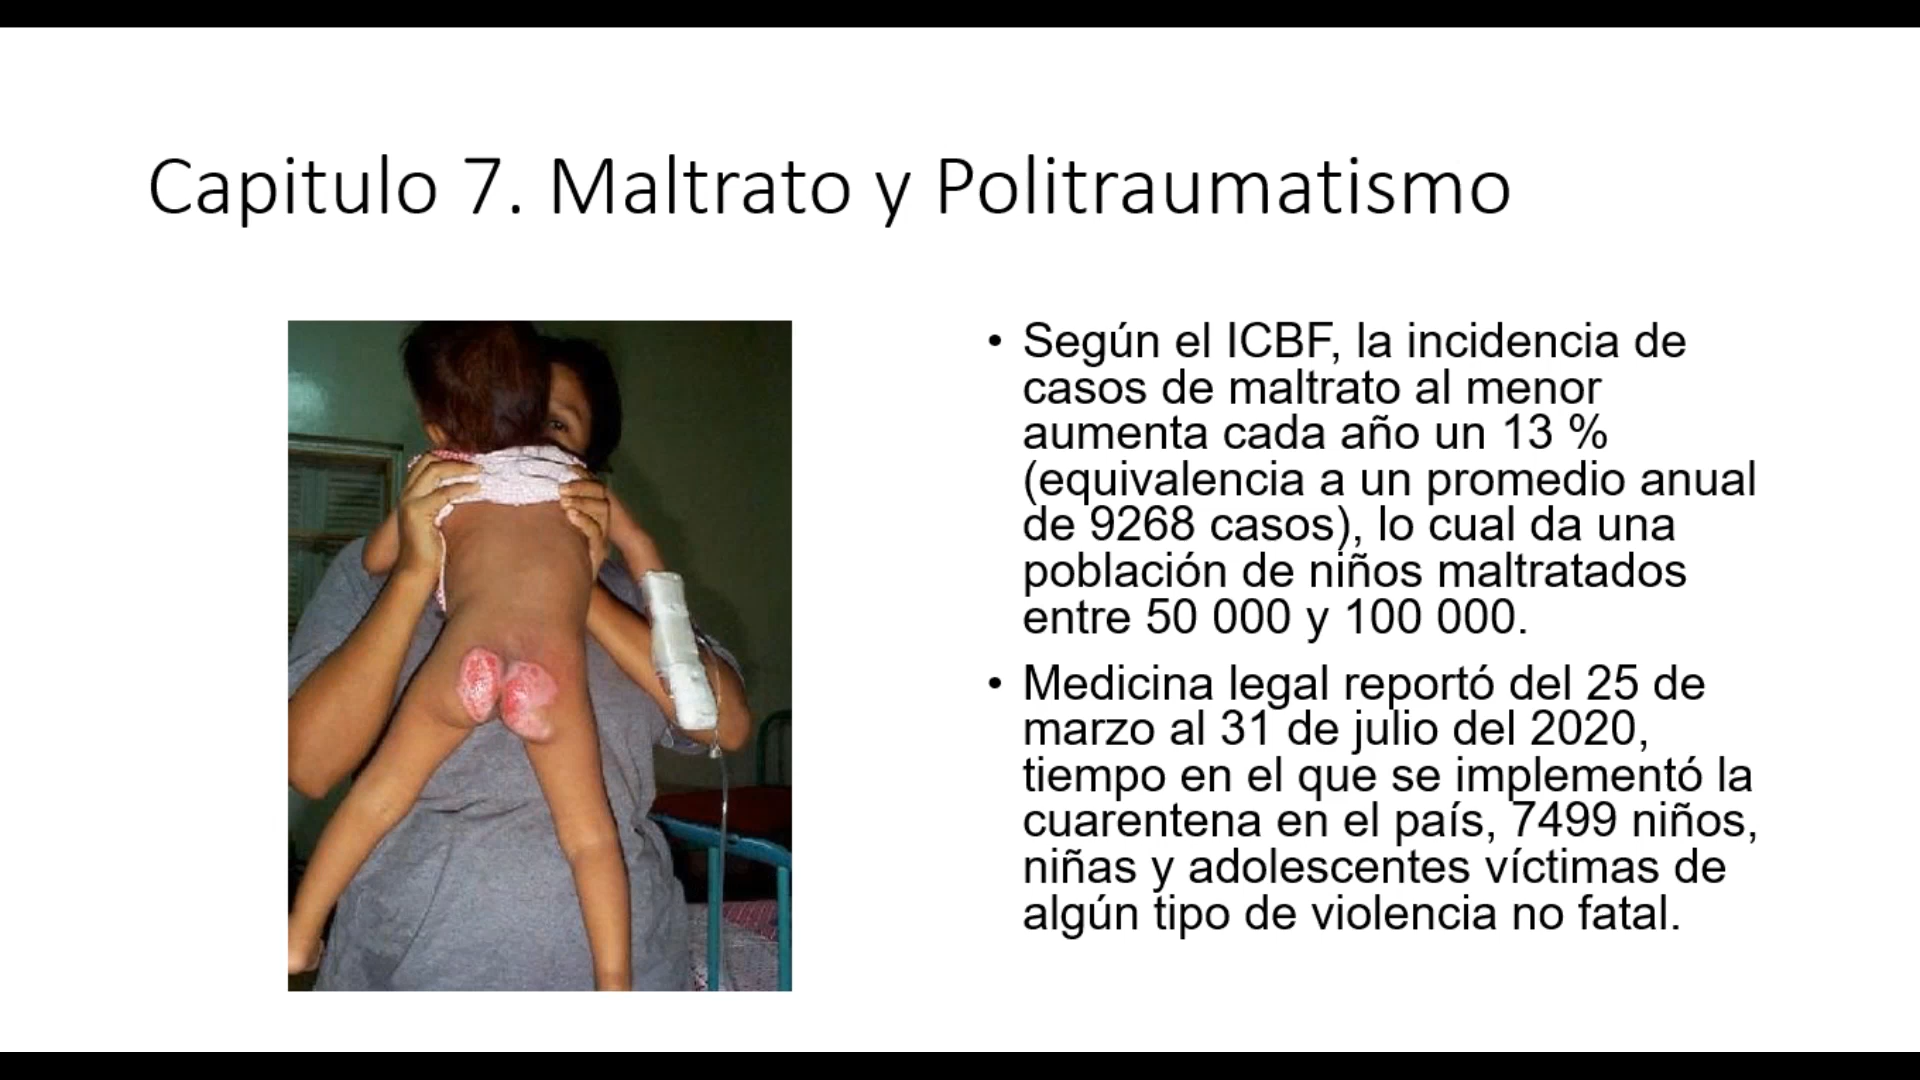 Capitulo 7. Maltrato y Politraumatismo
• Según el ICBF, la incidencia de
casos de maltrato al menor
aumenta cada año un 13 %
(equivalencia a un promedio anual
de 9268 casos), lo cual da una
población de niños maltratados
entre 50 000 y 100 000.
• Medicina legal reportó del 25 de
marzo al 31 de julio del 2020,
tiempo en el que se implementó la
cuarentena en el país, 7499 niños,
niñas y adolescentes víctimas de
algún tipo de violencia no fatal.